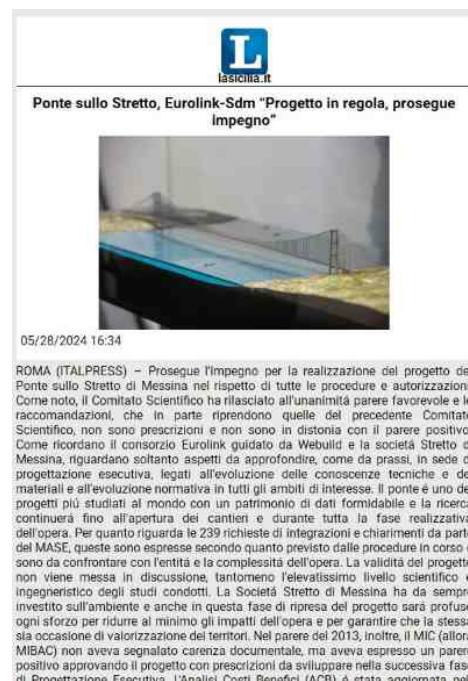 L
lasicilia.it
Ponte sullo Stretto, Eurolink-Sdm "Progetto in regola, prosegue
impegno"
05/28/2024 16:34
ROMA (ITALPRESS) – Prosegue l'impegno per la realizzazione del progetto del
Ponte sullo Stretto di Messina nel rispetto di tutte le procedure e
Come noto, il Comitato Scientifico ha rilasciato all'unanimità parere favorevole e le
raccomandazioni, che in parte riprendono quelle del precedente Comitato
Scientifico, non sono prescrizioni e non sono in distonia con il parere positivo.
Come ricordano il consorzio Eurolink guidato da Webuild e la società Stretto
Messina, riguardano soltanto aspetti da approfondire, come da prassi, in sede
progettazione esecutiva, legati all'evoluzione delle conoscenze tecniche e
materiali e all'evoluzione normativa in tutti gli ambiti di interesse. Il ponte è uno
progetti più studiati al mondo con un patrimonio di dati formidabile e la ricerca
continuerà fino all'apertura dei cantieri e durante tutta la fase realizzativa
dell'opera. Per quanto riguarda le 239 richieste di integrazioni e chiarimenti da parte
del MASE, queste sono espresse secondo quanto previsto dalle procedure in corso
sono da confrontare con l'entità e la complessità dell'opera. La validità del progetto
non viene messa in discussione, tantomeno l'elevatissimo livello scientifico
ingegneristico degli studi condotti. La Società Stretto di Messina ha da sempre
investito sull'ambiente e anche in questa fase di ripresa del progetto sarà profuso
ogni sforzo per ridurre al minimo gli impatti dell'opera e per garantire che la stessa
sia occasione di valorizzazione dei territori. Nel parere del 2013, inoltre, il MIC (allora
MIBAC) non aveva segnalato carenza documentale, ma aveva espresso un parere
positivo approvando il progetto con prescrizioni da sviluppare nella successiva fase
di Progettazione Esecutiva. L'Analisi Costi Benefici (ACB) è stata aggiornata